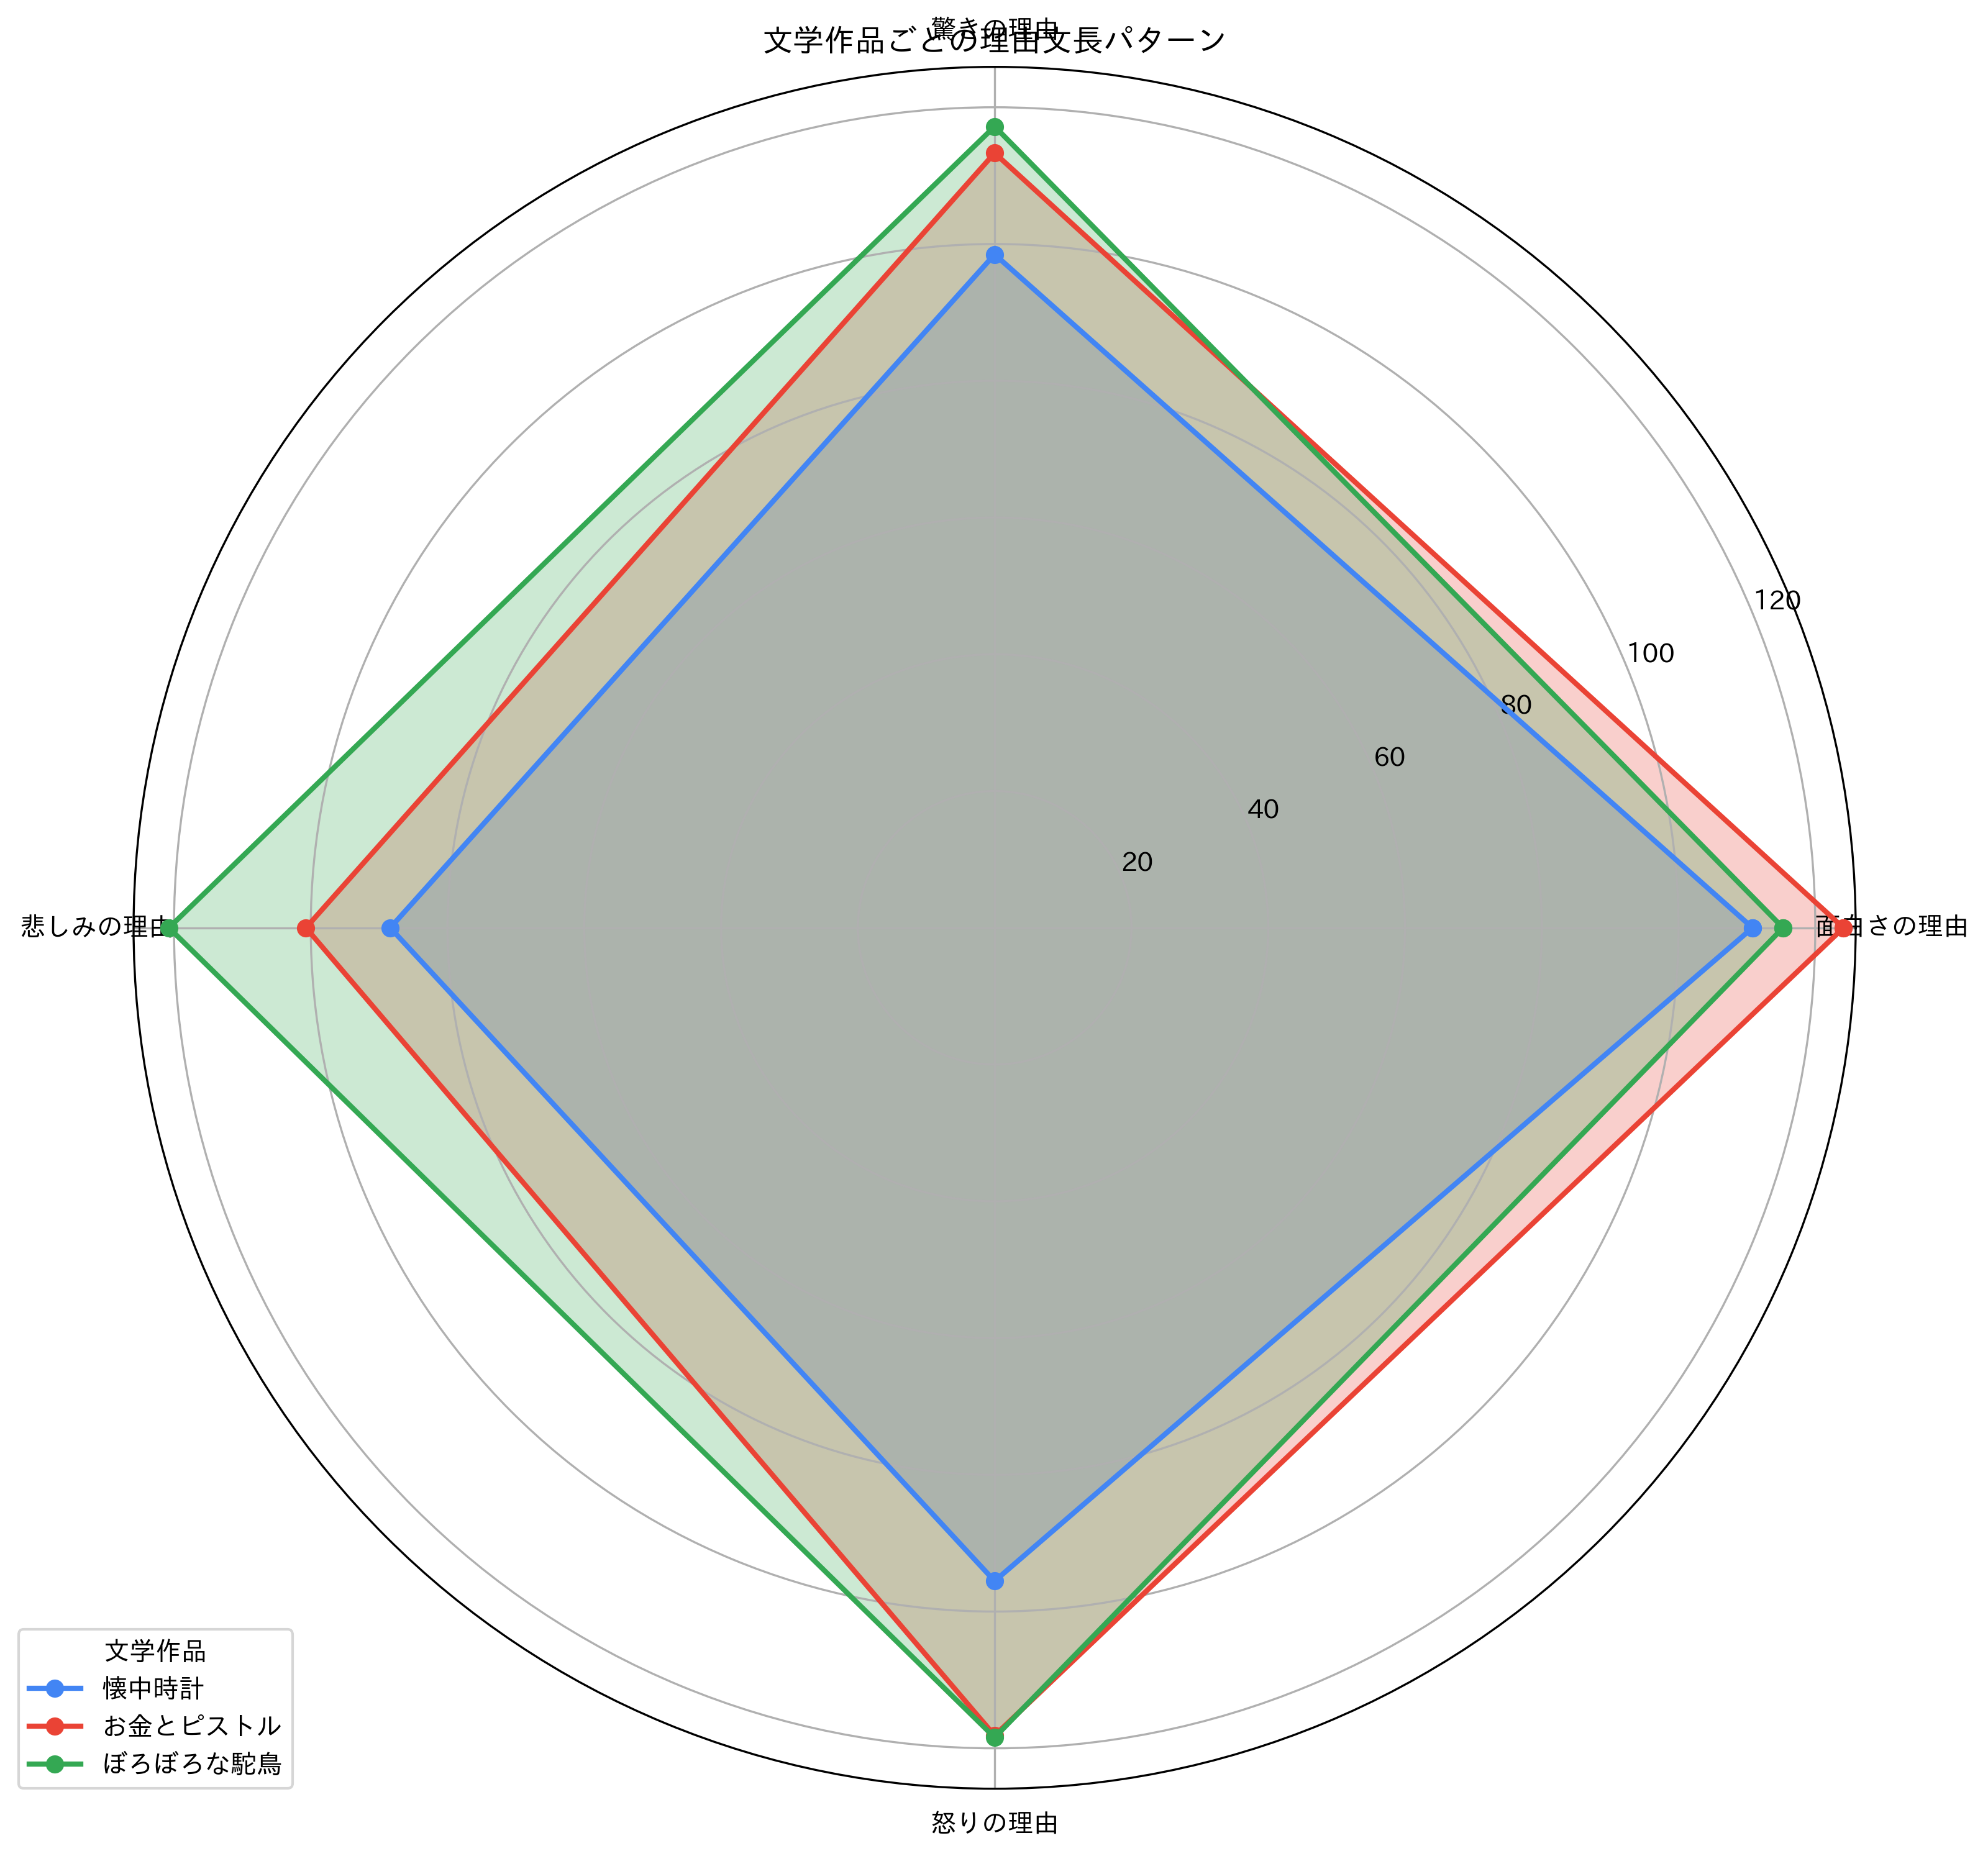 驚きの理由
文学作品ごとの理由文長パターン
120
100
80
60
40
20
悲しみの理由
面白さの理由
怒りの理由
文学作品
懐中時計
お金とピストル
ぼろぼろな駝鳥